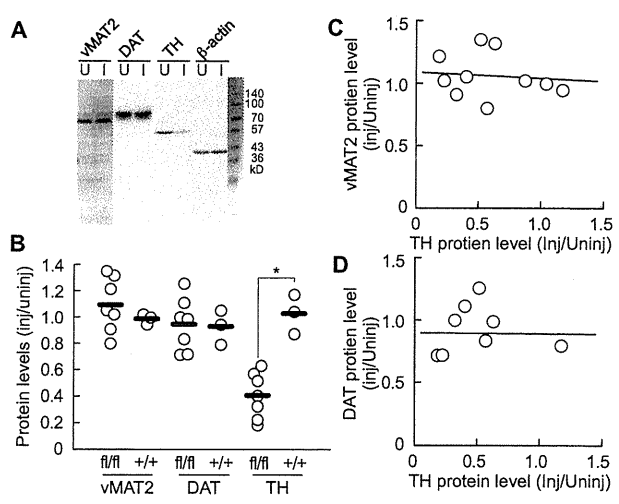 A
vMAT2 DAT TH β-actin
U I U I U I U I
140
100
70
57
43
36
kD
B
Protein levels (inj/uninj)
1.4
1.2
1.0
0.8
0.6
0.4
0.2
0
*
fl/fl +/+ fl/fl +/+ fl/fl +/+
vMAT2 DAT TH
C
vMAT2 protien level
(inj/Uninj)
1.5
1.0
0.5
0
0 0.5 1.0 1.5
TH protien level (Inj/Uninj)
D
DAT protien level
(inj/Uninj)
1.5
1.0
0.5
0
0 0.5 1.0 1.5
TH protein level (Inj/Uninj)